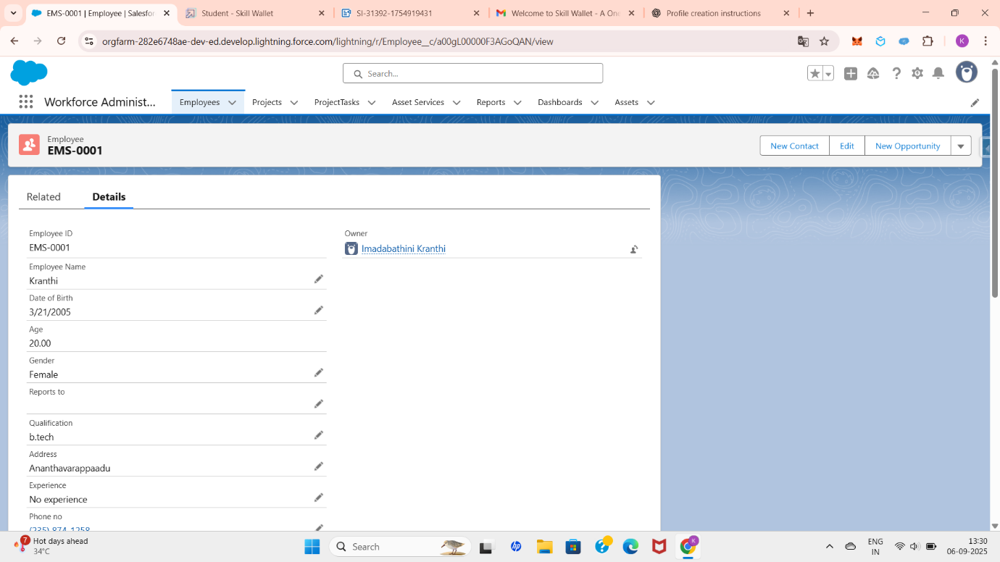 EMS-0001 | Employee | Salesfor
Student - Skill Wallet
SI-31392-1754919431
Welcome to Skill Wallet - A One
Profile creation instructions
orgfarm-282e6748ae-dev-ed.develop.lightning.force.com/lightning/r/Employee__c/a00gL00000F3AGoQAN/view
K
Search...
Workforce Administ...
Employees
Projects
ProjectTasks
Asset Services
Reports
Dashboards
Assets
Employee
EMS-0001
New Contact
Edit
New Opportunity
Related
Details
Employee ID
EMS-0001
Owner
Imadabathini Kranthi
Employee Name
Kranthi
Date of Birth
3/21/2005
Age
20.00
Gender
Female
Reports to
Qualification
b.tech
Address
Ananthavarappaadu
Experience
No experience
Phone no
(235) 874-1258
7
Hot days ahead
34°C
Search
hp
K
ENG
IN
13:30
06-09-2025